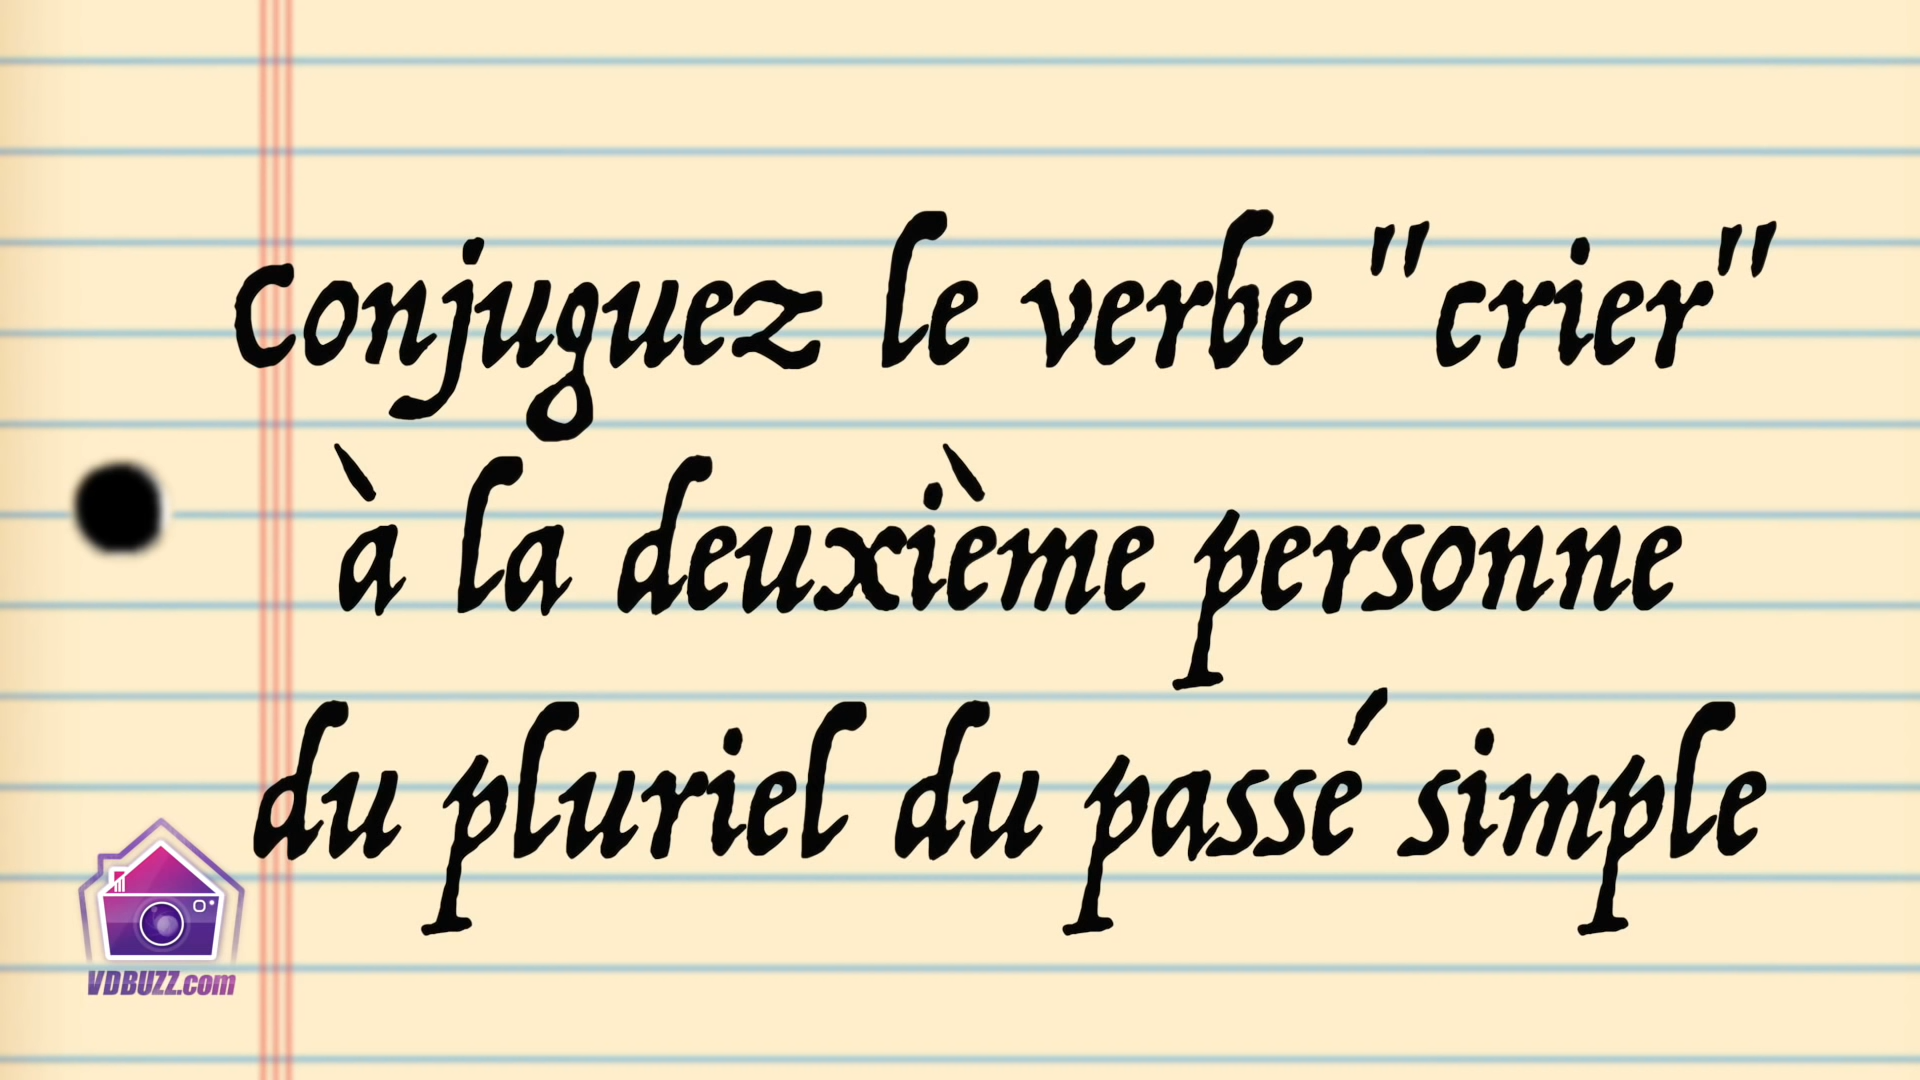 Conjuguez le verbe "crier"
à la deuxième personne
du pluriel du passé simple
VDBUZZ.com